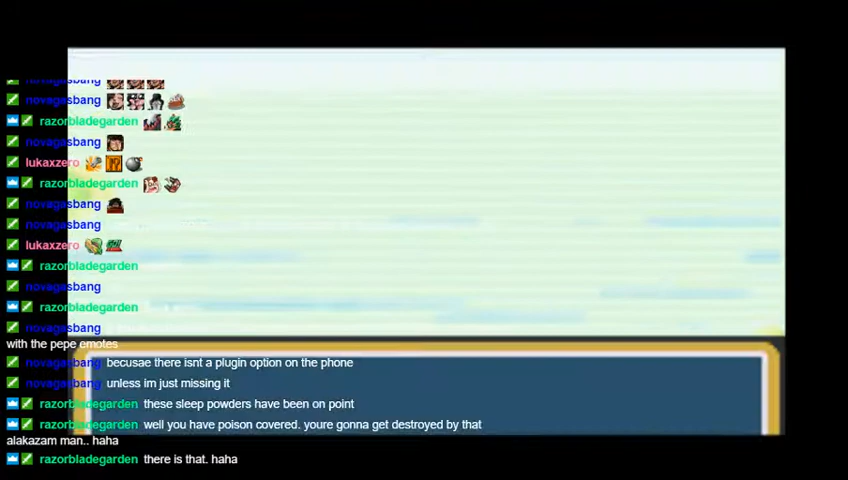 novagasbang
novagasbang
razorbladegarden
novagasbang
lukaxzero
razorbladegarden
novagasbang
novagasbang
lukaxzero
razorbladegarden
novagasbang
razorbladegarden
novagasbang
with the pepe emotes
novagasbang becusae there isnt a plugin option on the phone
novagasbang unless im just missing it
razorbladegarden these sleep powders have been on point
razorbladegarden well you have poison covered. youre gonna get destroyed by that
alakazam man.. haha
razorbladegarden there is that. haha